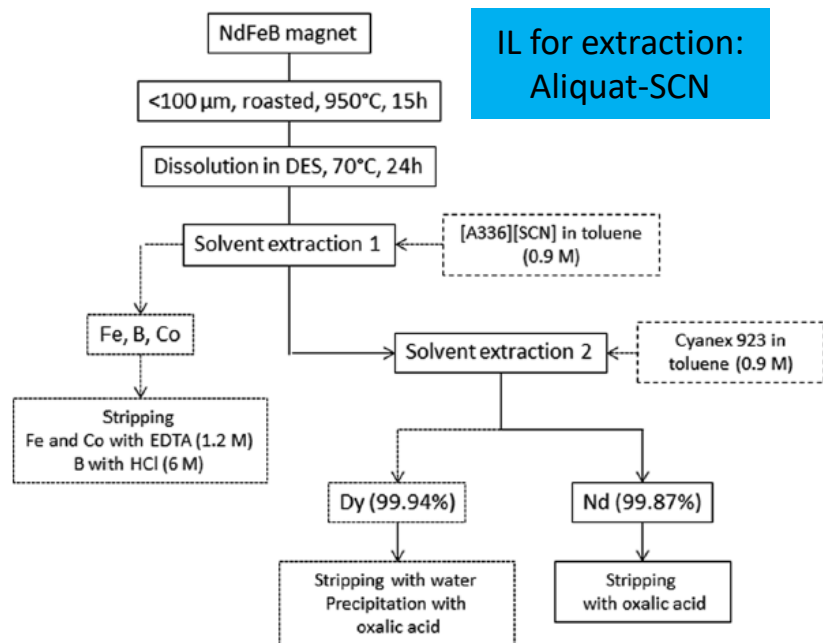 NdFeB magnet
IL for extraction:
Aliquat-SCN
<100 µm, roasted, 950°C, 15h
Dissolution in DES, 70°C, 24h
Solvent extraction 1
[A336][SCN] in toluene
(0.9 M)
Fe, B, Co
Solvent extraction 2
Cyanex 923 in
toluene (0.9 M)
Stripping
Fe and Co with EDTA (1.2 M)
B with HCl (6 M)
Dy (99.94%)
Nd (99.87%)
Stripping with water
Precipitation with
oxalic acid
Stripping
with oxalic acid